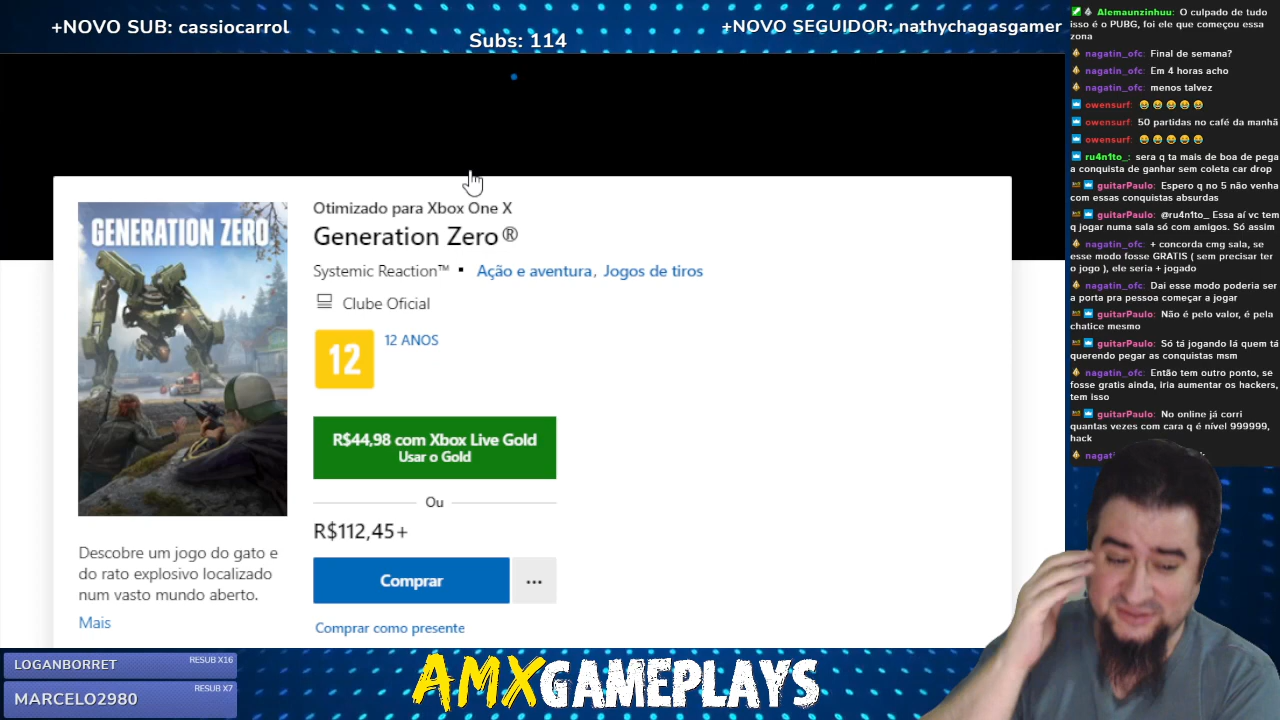 +NOVO SUB: cassiocarrol
Subs: 114
+NOVO SEGUIDOR: nathychagasgamer
GENERATION ZERO
Otimizado para Xbox One X
Generation Zero®
Systemic Reaction™ ▪ Ação e aventura, Jogos de tiros
Clube Oficial
12
12 ANOS
R$44,98 com Xbox Live Gold
Usar o Gold
Ou
R$112,45+
Comprar
...
Comprar como presente
Descobre um jogo do gato e
do rato explosivo localizado
num vasto mundo aberto.
Mais
Alemaunzinhuu: O culpado de tudo
isso é o PUBG, foi ele que começou essa
zona
nagatin_ofc: Final de semana?
nagatin_ofc: Em 4 horas acho
nagatin_ofc: menos talvez
owensurf: 😆😆😆😆😆
owensurf: 50 partidas no café da manhã
owensurf: 😆😆😆😆😆
ru4n1to_: sera q ta mais de boa de pega
a conquista de ganhar sem coleta car drop
guitarPaulo: Espero q no 5 não venha
com essas conquistas absurdas
guitarPaulo: @ru4n1to_ Essa aí vc tem
q jogar numa sala só com amigos. Só assim
nagatin_ofc: + concorda cmg sala, se
esse modo fosse GRATIS ( sem precisar ter
o jogo ), ele seria + jogado
nagatin_ofc: Dai esse modo poderia ser
a porta pra pessoa começar a jogar
guitarPaulo: Não é pelo valor, é pela
chatice mesmo
guitarPaulo: Só tá jogando lá quem tá
querendo pegar as conquistas msm
nagatin_ofc: Então tem outro ponto, se
fosse gratis ainda, iria aumentar os hackers,
tem isso
guitarPaulo: No online já corri
quantas vezes com cara q é nível 999999,
hack
LOGANBORRET RESUB X16
MARCELO2980 RESUB X7
AMXGAMEPLAYS